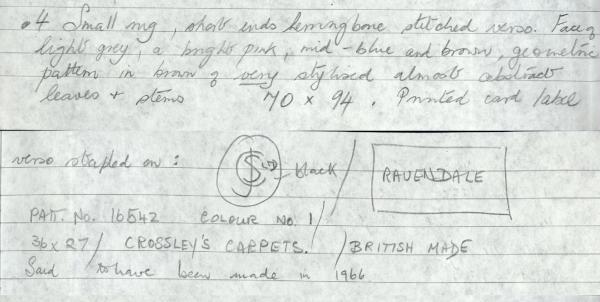 .4 Small rug, short ends herringbone stitched verso. Face of
light grey, a bright pink, mid-blue and brown, geometric
pattern in brown of very stylised almost abstract
leaves + stems 70 x 94. Printed card label
verso stapled on: black / RAVENDALE
PATT. No. 16542 COLOUR NO. 1/
36 x 27 / CROSSLEY'S CARPETS. / BRITISH MADE
Said to have been made in 1966